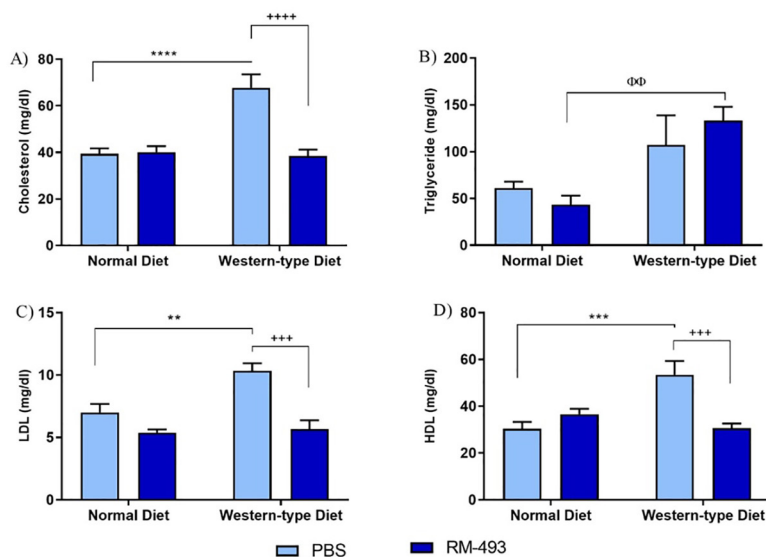 A)
Cholesterol (mg/dl)
80
60
40
20
0
****
++++
Normal Diet
Western-type Diet
B)
Triglyceride (mg/dl)
200
150
100
50
0
ΦΦ
Normal Diet
Western-type Diet
C)
LDL (mg/dl)
15
10
5
0
**
+++
Normal Diet
Western-type Diet
D)
HDL (mg/dl)
80
60
40
20
0
***
+++
Normal Diet
Western-type Diet
PBS
RM-493